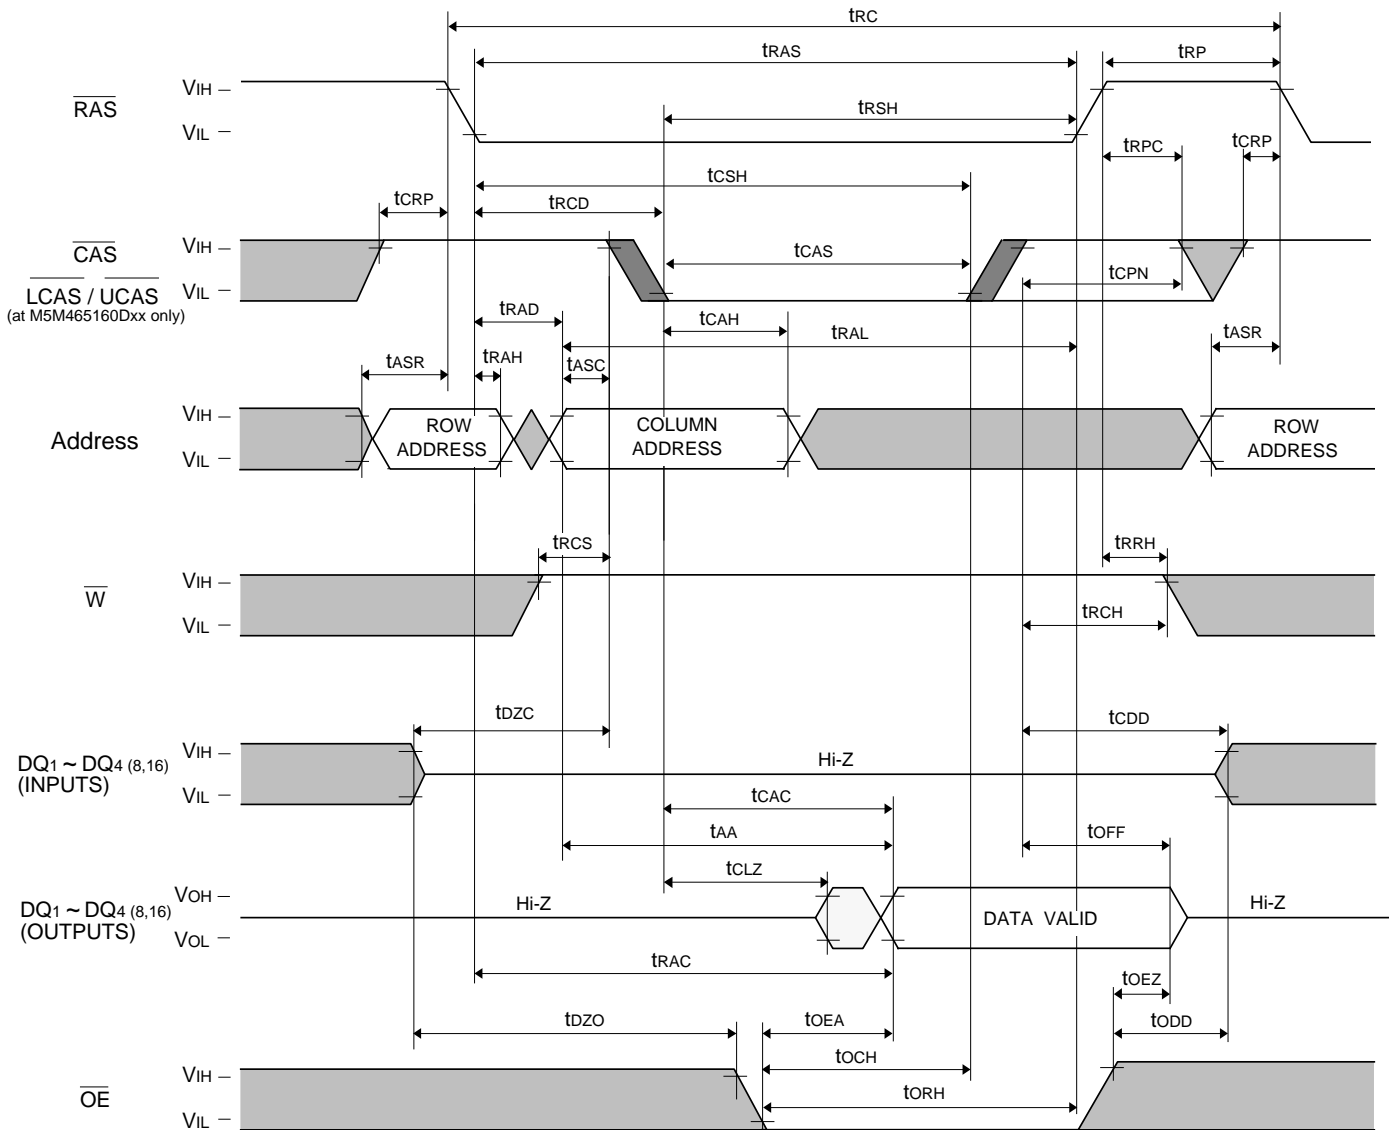 tRC
tRAS
tRP
RAS
VIH
VIL
tRSH
tRPC
tCRP
tCSH
tCRP
tRCD
CAS
LCAS / UCAS
(at M5M465160Dxx only)
VIH
VIL
tCAS
tCPN
tRAD
tCAH
tRAL
tASR
tRAH
tASC
tASR
Address
VIH
VIL
ROW
ADDRESS
COLUMN
ADDRESS
ROW
ADDRESS
tRCS
tRRH
W
VIH
VIL
tRCH
tDZC
tCDD
DQ1 ~ DQ4 (8,16)
(INPUTS)
VIH
VIL
Hi-Z
tCAC
tAA
tOFF
tCLZ
DQ1 ~ DQ4 (8,16)
(OUTPUTS)
VOH
VOL
Hi-Z
DATA VALID
Hi-Z
tRAC
tOEZ
tDZO
tOEA
tODD
tOCH
OE
VIH
VIL
tORH